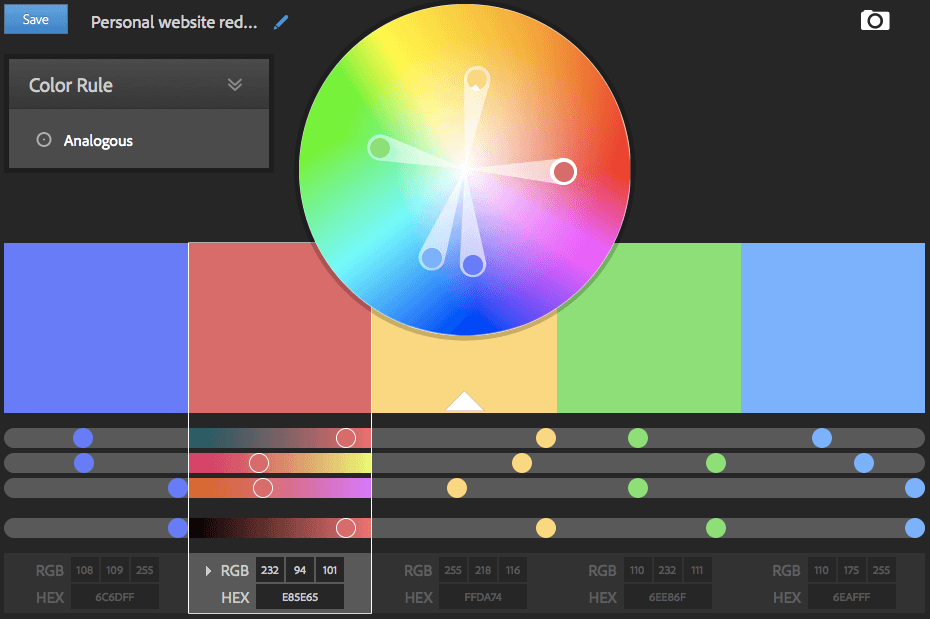 Save
Personal website red...
Color Rule
Analogous
RGB 108 109 255
HEX 6C6DFF
RGB 232 94 101
HEX E85E65
RGB 255 218 116
HEX FFDA74
RGB 110 232 111
HEX 6EE86F
RGB 110 175 255
HEX 6EAFFF